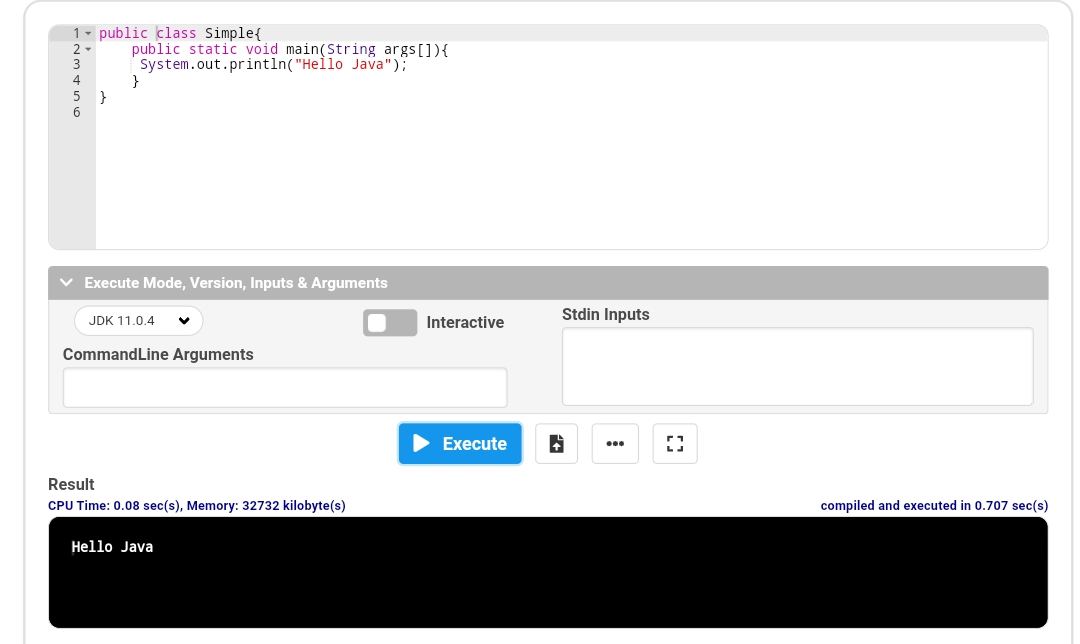 1 public class Simple{
2     public static void main(String args[]){
3      System.out.println("Hello Java");
4     }
5 }
6
Execute Mode, Version, Inputs & Arguments
JDK 11.0.4
Interactive
Stdin Inputs
CommandLine Arguments
Execute
Result
CPU Time: 0.08 sec(s), Memory: 32732 kilobyte(s)
compiled and executed in 0.707 sec(s)
Hello Java